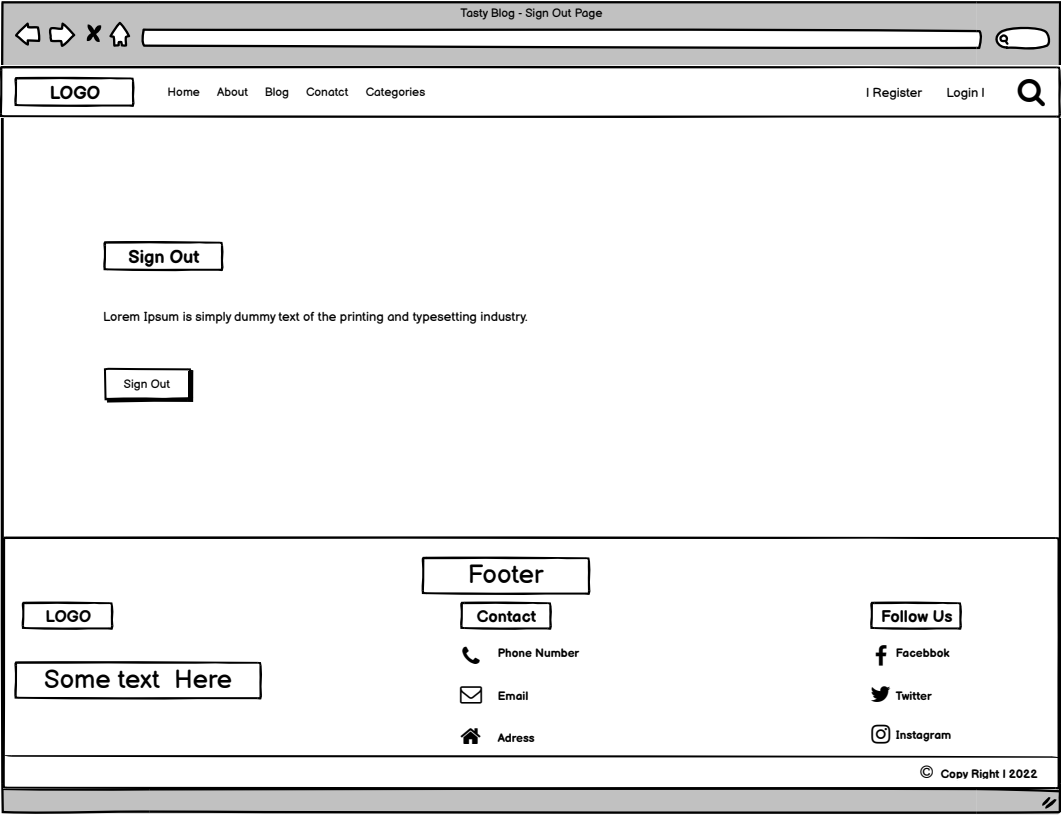 Tasty Blog - Sign Out Page
LOGO Home About Blog Conatct Categories | Register Login |
Sign Out
Lorem Ipsum is simply dummy text of the printing and typesetting industry.
Sign Out
Footer
LOGO Contact Follow Us
Phone Number Facebbok
Some text Here
Email Twitter
Adress Instagram
© Copy Right | 2022